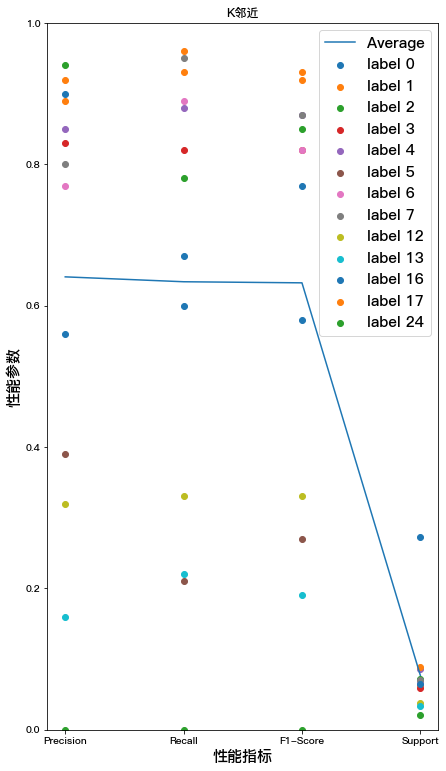 K邻近
1.0
0.8
0.6
0.4
0.2
0.0
性能参数
Average
label 0
label 1
label 2
label 3
label 4
label 5
label 6
label 7
label 12
label 13
label 16
label 17
label 24
Precision Recall F1-Score Support
性能指标